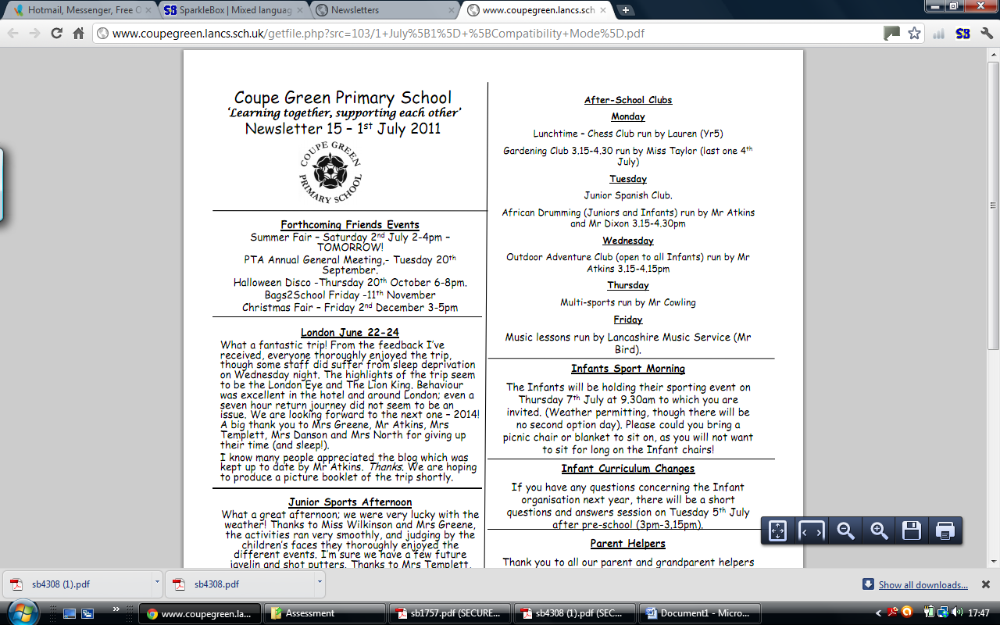 Hotmail, Messenger, Free O
SparkleBox | Mixed languag
Newsletters
www.coupegreen.lancs.sch
www.coupegreen.lancs.sch.uk/getfile.php?src=103/1+July%5B1%5D+%5BCompatibility+Mode%5D.pdf
SB
Coupe Green Primary School
‘Learning together, supporting each other’
Newsletter 15 – 1st July 2011
COUPE GREEN
PRIMARY SCHOOL
Forthcoming Friends Events
Summer Fair – Saturday 2nd July 2-4pm –
TOMORROW!
PTA Annual General Meeting,- Tuesday 20th
September.
Halloween Disco -Thursday 20th October 6-8pm.
Bags2School Friday -11th November
Christmas Fair – Friday 2nd December 3-5pm
London June 22-24
What a fantastic trip! From the feedback I’ve
received, everyone thoroughly enjoyed the trip,
though some staff did suffer from sleep deprivation
on Wednesday night. The highlights of the trip seem
to be the London Eye and The Lion King. Behaviour
was excellent in the hotel and around London; even a
seven hour return journey did not seem to be an
issue. We are looking forward to the next one – 2014!
A big thank you to Mrs Greene, Mr Atkins, Mrs
Templett, Mrs Danson and Mrs North for giving up
their time (and sleep!).
I know many people appreciated the blog which was
kept up to date by Mr Atkins. Thanks. We are hoping
to produce a picture booklet of the trip shortly.
Junior Sports Afternoon
What a great afternoon; we were very lucky with the
weather! Thanks to Miss Wilkinson and Mrs Greene,
the activities ran very smoothly, and judging by the
children’s faces they thoroughly enjoyed the
different events. I’m sure we have a few future
javelin and shot putters. Thanks to Mrs Templett,
After-School Clubs
Monday
Lunchtime – Chess Club run by Lauren (Yr5)
Gardening Club 3.15-4.30 run by Miss Taylor (last one 4th
July)
Tuesday
Junior Spanish Club.
African Drumming (Juniors and Infants) run by Mr Atkins
and Mr Dixon 3.15-4.30pm
Wednesday
Outdoor Adventure Club (open to all Infants) run by Mr
Atkins 3.15-4.15pm
Thursday
Multi-sports run by Mr Cowling
Friday
Music lessons run by Lancashire Music Service (Mr
Bird).
Infants Sport Morning
The Infants will be holding their sporting event on
Thursday 7th July at 9.30am to which you are
invited. (Weather permitting, though there will be
no second option day). Please could you bring a
picnic chair or blanket to sit on, as you will not want
to sit for long on the Infant chairs!
Infant Curriculum Changes
If you have any questions concerning the Infant
organisation next year, there will be a short
questions and answers session on Tuesday 5th July
after pre-school (3pm-3.15pm).
Parent Helpers
Thank you to all our parent and grandparent helpers
sb4308 (1).pdf
sb4308.pdf
Show all downloads...
www.coupegreen.la...
Assessment
sb1757.pdf (SECURE...
sb4308 (1).pdf (SEC...
Document1 - Micro...
17:47